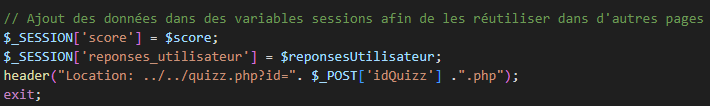 // Ajout des données dans des variables sessions afin de les réutiliser dans d'autres pages
$_SESSION['score'] = $score;
$_SESSION['reponses_utilisateur'] = $reponsesUtilisateur;
header("Location: ../../quizz.php?id=". $_POST['idQuizz'] .".php");
exit;